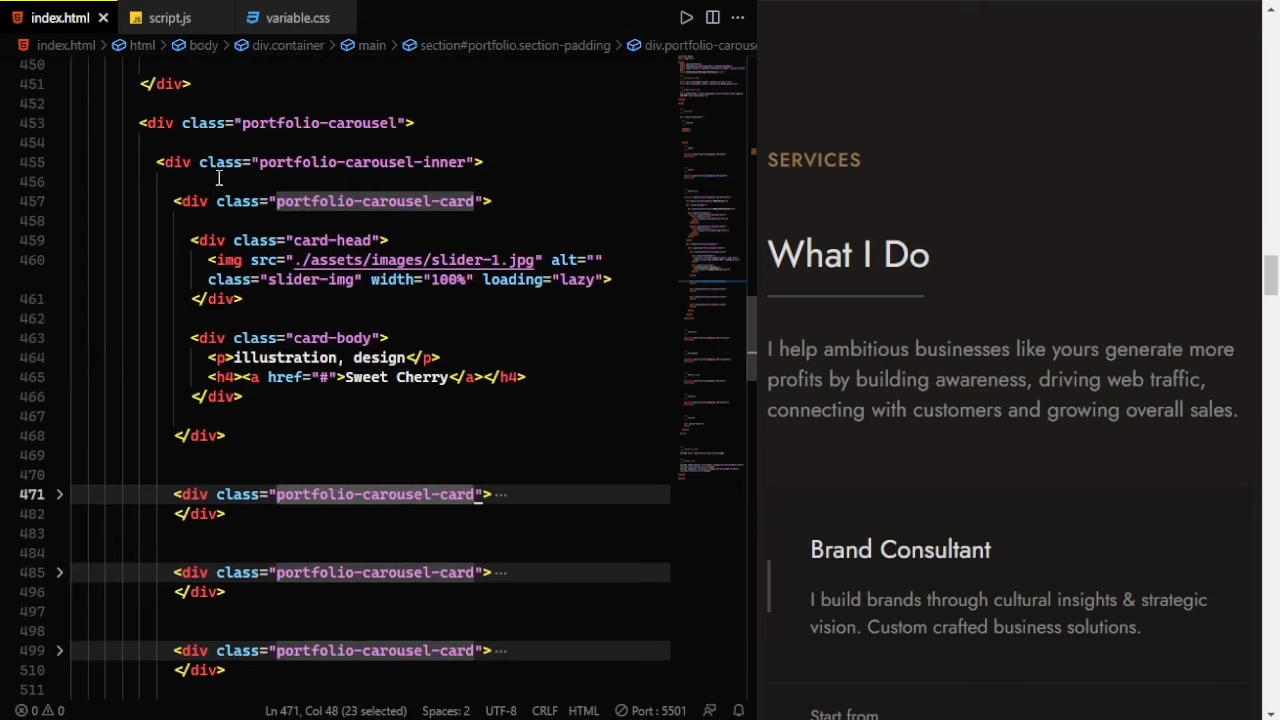 index.html
script.js
variable.css
index.html > html > body > div.container > main > section#portfolio.section-padding > div.portfolio-carouse
450
451 </div>
452
453 <div class="portfolio-carousel">
454
455 <div class="portfolio-carousel-inner">
456
457 <div class="portfolio-carousel-card">
458
459 <div class="card-head">
460 <img src="./assets/images/slider-1.jpg" alt=""
class="slider-img" width="100%" loading="lazy">
461 </div>
462
463 <div class="card-body">
464 <p>illustration, design</p>
465 <h4><a href="#">Sweet Cherry</a></h4>
466 </div>
467
468 </div>
469
470
471 <div class="portfolio-carousel-card">
482 </div>
483
484
485 <div class="portfolio-carousel-card">
496 </div>
497
498
499 <div class="portfolio-carousel-card">
510 </div>
511
0 0
Ln 471, Col 48 (23 selected)
Spaces: 2
UTF-8
CRLF
HTML
Port : 5501
SERVICES
What I Do
I help ambitious businesses like yours generate more
profits by building awareness, driving web traffic,
connecting with customers and growing overall sales.
Brand Consultant
I build brands through cultural insights & strategic
vision. Custom crafted business solutions.
Start from